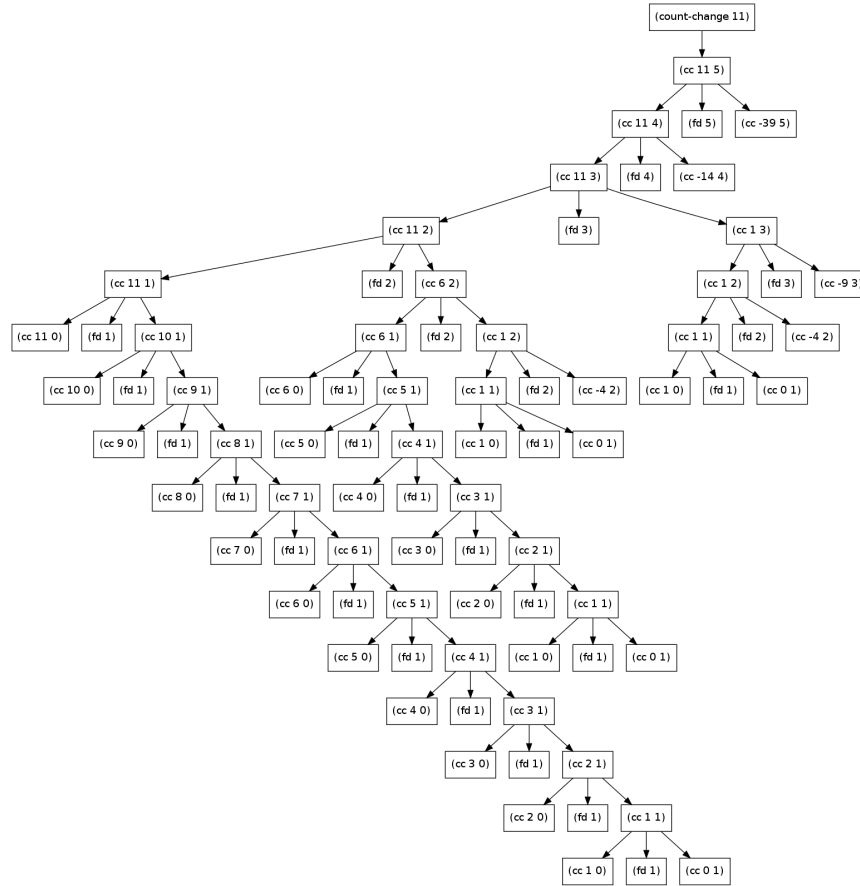 (count-change 11)
(cc 11 5)
(cc 11 4) (fd 5) (cc -39 5)
(cc 11 3) (fd 4) (cc -14 4)
(cc 11 2) (fd 3) (cc 1 3)
(cc 11 1) (fd 2) (cc 6 2) (cc 1 2) (fd 3) (cc -9 3)
(cc 11 0) (fd 1) (cc 10 1) (cc 6 1) (fd 2) (cc 1 2) (cc 1 1) (fd 2) (cc -4 2)
(cc 10 0) (fd 1) (cc 9 1) (cc 6 0) (fd 1) (cc 5 1) (cc 1 1) (fd 2) (cc -4 2) (cc 1 0) (fd 1) (cc 0 1)
(cc 9 0) (fd 1) (cc 8 1) (cc 5 0) (fd 1) (cc 4 1) (cc 1 0) (fd 1) (cc 0 1)
(cc 8 0) (fd 1) (cc 7 1) (cc 4 0) (fd 1) (cc 3 1)
(cc 7 0) (fd 1) (cc 6 1) (cc 3 0) (fd 1) (cc 2 1)
(cc 6 0) (fd 1) (cc 5 1) (cc 2 0) (fd 1) (cc 1 1)
(cc 5 0) (fd 1) (cc 4 1) (cc 1 0) (fd 1) (cc 0 1)
(cc 4 0) (fd 1) (cc 3 1)
(cc 3 0) (fd 1) (cc 2 1)
(cc 2 0) (fd 1) (cc 1 1)
(cc 1 0) (fd 1) (cc 0 1)